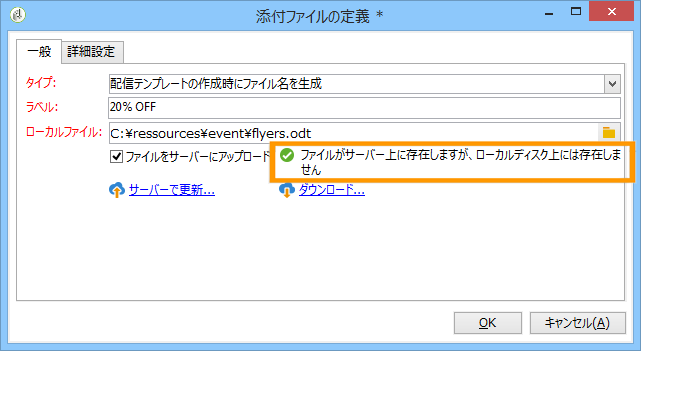 添付ファイルの定義 *
一般
詳細設定
タイプ:
配信テンプレートの作成時にファイル名を生成
ラベル:
20% OFF
ローカルファイル:
C:¥ressources¥event¥flyers.odt
ファイルをサーバーにアップロード
ファイルがサーバー上に存在しますが、ローカルディスク上には存在しま
せん
サーバーで更新...
ダウンロード...
OK
キャンセル(A)